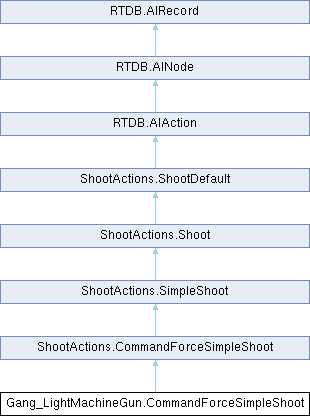 RTDB.AIRecord
RTDB.AINode
RTDB.AIAction
ShootActions.ShootDefault
ShootActions.Shoot
ShootActions.SimpleShoot
ShootActions.CommandForceSimpleShoot
Gang_LightMachineGun.CommandForceSimpleShoot